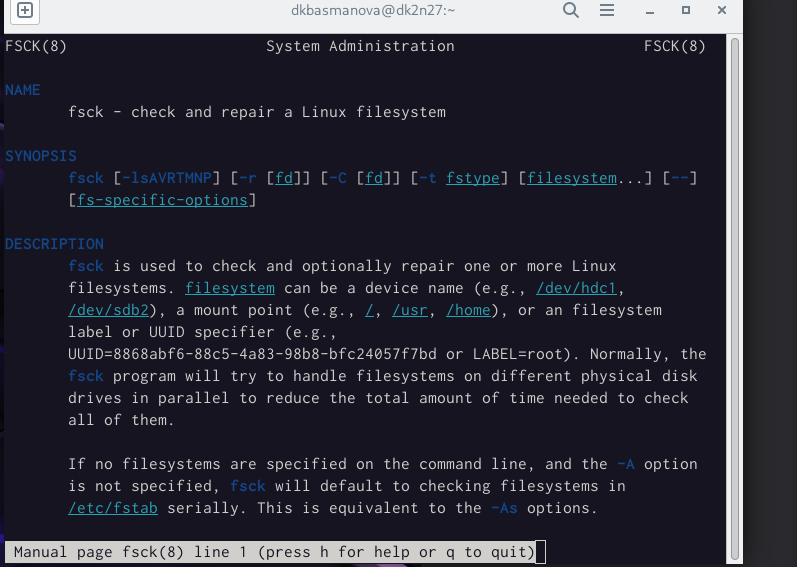 dkbasmanova@dk2n27:~
FSCK(8) System Administration FSCK(8)
NAME
fsck - check and repair a Linux filesystem
SYNOPSIS
fsck [-lsAVRTMNP] [-r [fd]] [-C [fd]] [-t fstype] [filesystem...] [--]
[fs-specific-options]
DESCRIPTION
fsck is used to check and optionally repair one or more Linux
filesystems. filesystem can be a device name (e.g., /dev/hdc1,
/dev/sdb2), a mount point (e.g., /, /usr, /home), or an filesystem
label or UUID specifier (e.g.,
UUID=8868abf6-88c5-4a83-98b8-bfc24057f7bd or LABEL=root). Normally, the
fsck program will try to handle filesystems on different physical disk
drives in parallel to reduce the total amount of time needed to check
all of them.
If no filesystems are specified on the command line, and the -A option
is not specified, fsck will default to checking filesystems in
/etc/fstab serially. This is equivalent to the -As options.
Manual page fsck(8) line 1 (press h for help or q to quit)